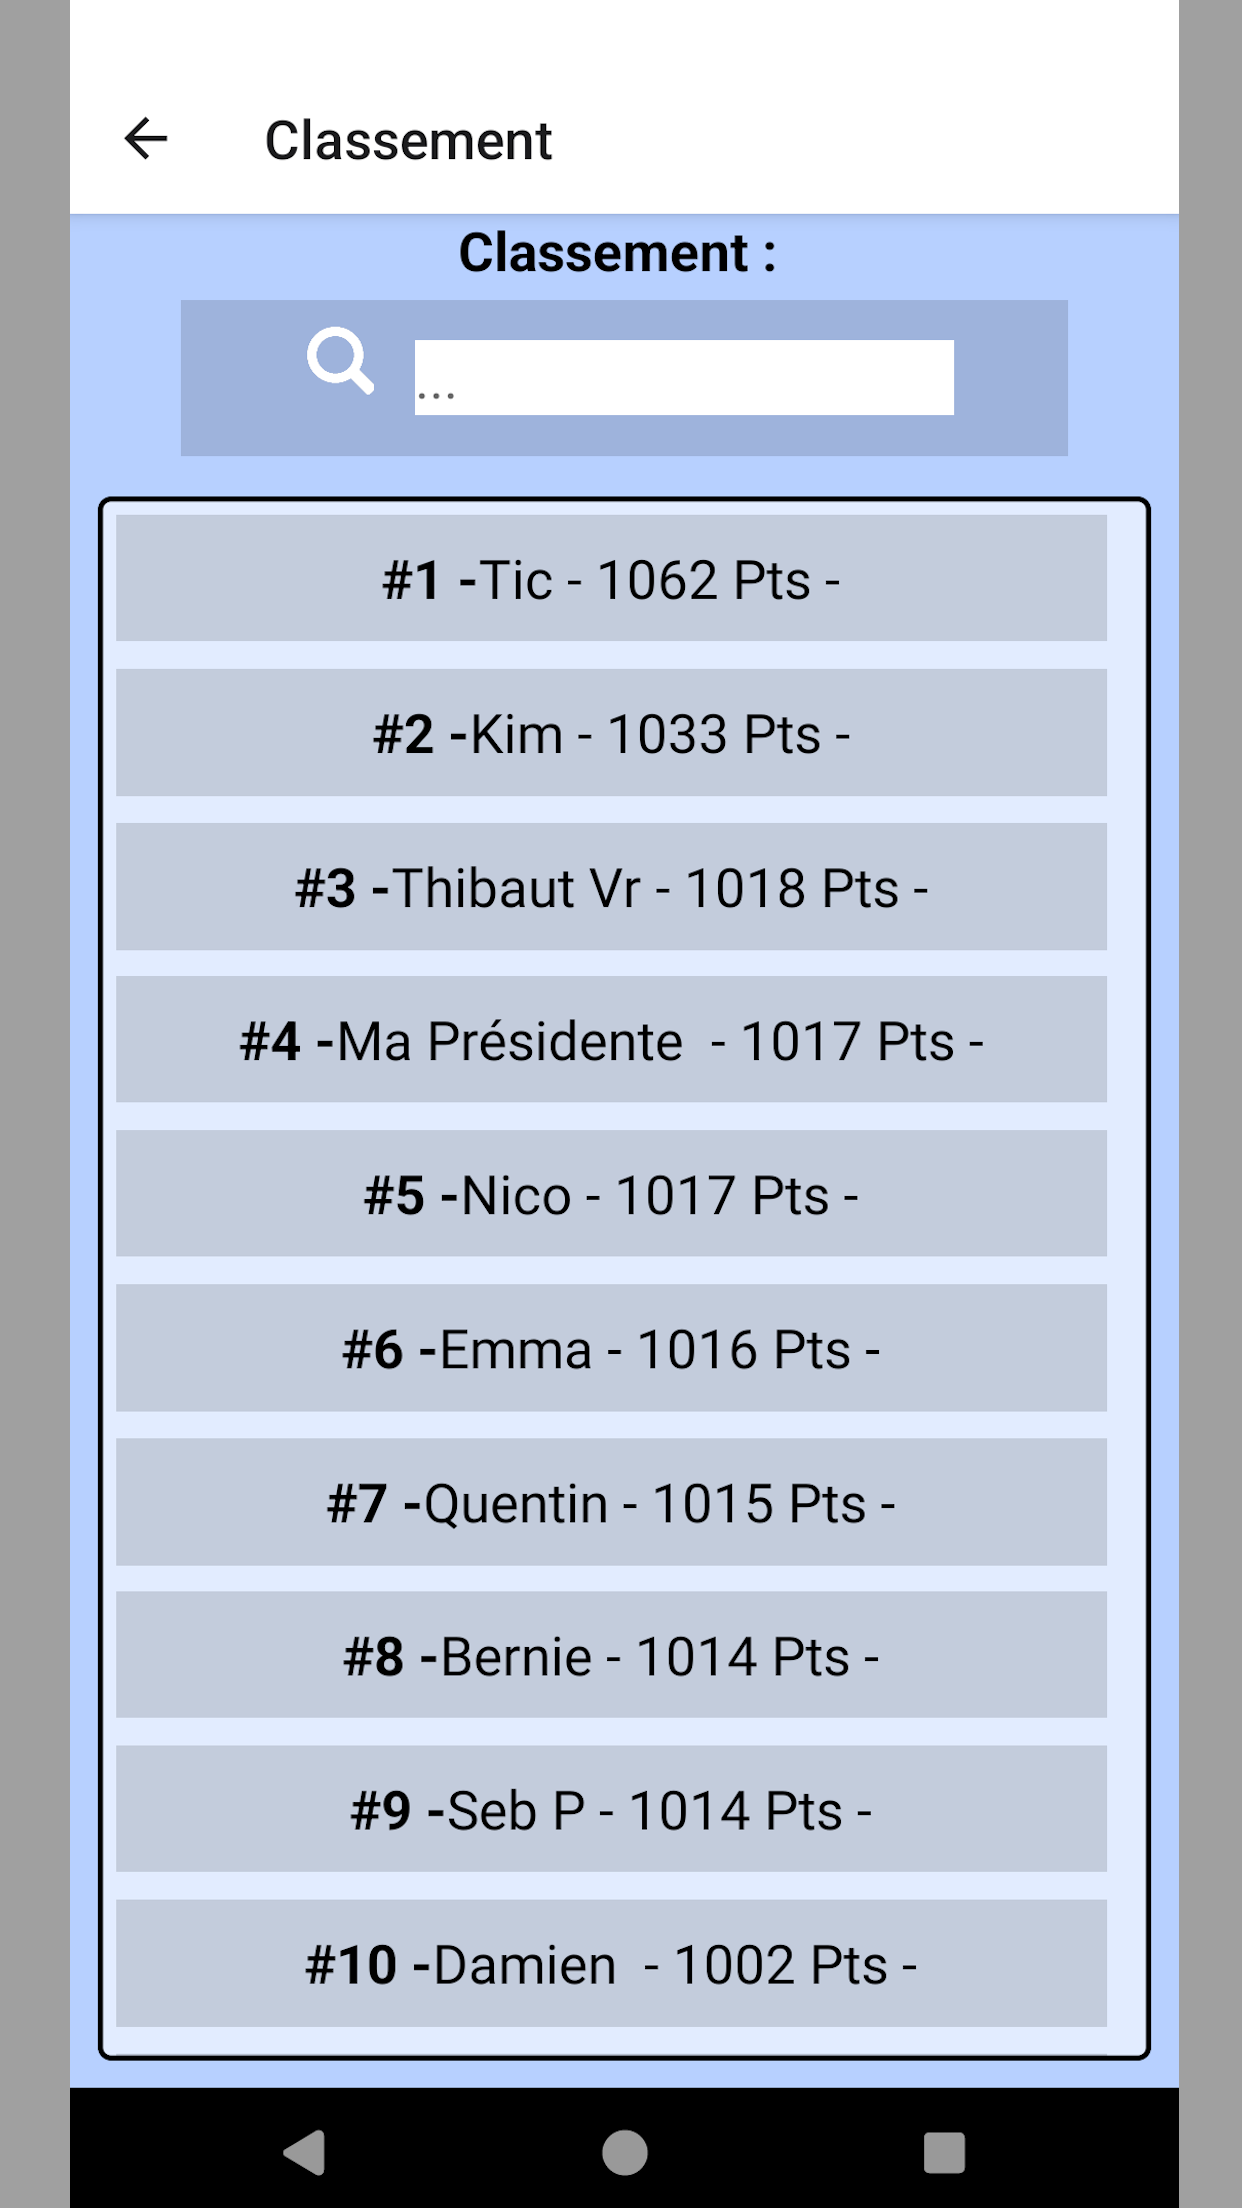 Classement
Classement :
...
#1 -Tic - 1062 Pts -
#2 -Kim - 1033 Pts -
#3 -Thibaut Vr - 1018 Pts -
#4 -Ma Présidente  - 1017 Pts -
#5 -Nico - 1017 Pts -
#6 -Emma - 1016 Pts -
#7 -Quentin - 1015 Pts -
#8 -Bernie - 1014 Pts -
#9 -Seb P - 1014 Pts -
#10 -Damien  - 1002 Pts -